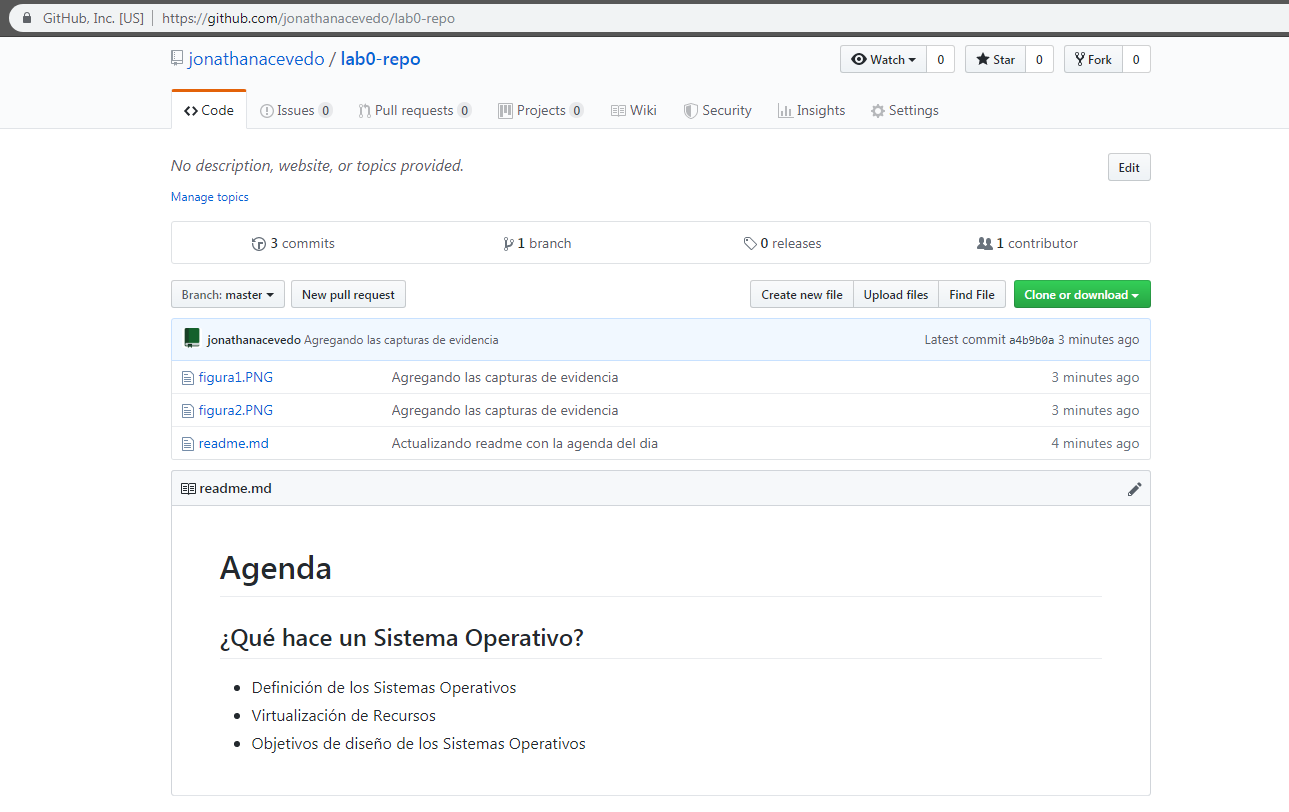 GitHub, Inc. [US] | https://github.com/jonathanacevedo/lab0-repo
jonathanacevedo / lab0-repo
Watch 0 Star 0 Fork 0
Code Issues 0 Pull requests 0 Projects 0 Wiki Security Insights Settings
No description, website, or topics provided. Edit
Manage topics
3 commits 1 branch 0 releases 1 contributor
Branch: master New pull request Create new file Upload files Find File Clone or download
jonathanacevedo Agregando las capturas de evidencia Latest commit a4b9b0a 3 minutes ago
figura1.PNG Agregando las capturas de evidencia 3 minutes ago
figura2.PNG Agregando las capturas de evidencia 3 minutes ago
readme.md Actualizando readme con la agenda del dia 4 minutes ago
readme.md
Agenda
¿Qué hace un Sistema Operativo?
• Definición de los Sistemas Operativos
• Virtualización de Recursos
• Objetivos de diseño de los Sistemas Operativos